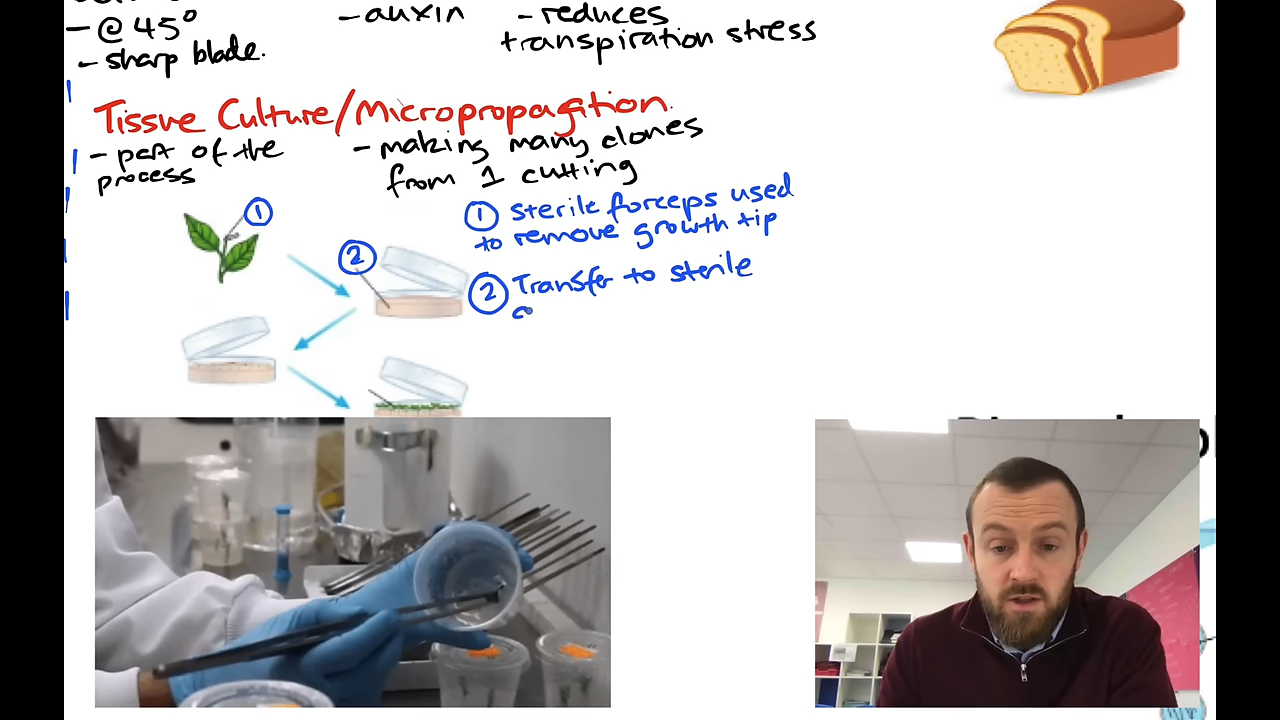 - @ 45°
- sharp blade.
- auxin
- reduces
transpiration stress
Tissue Culture/Micropropagation.
- part of the
process
- making many clones
from 1 cutting
1
2
① Sterile forceps used
to remove growth tip
② Transfer to sterile